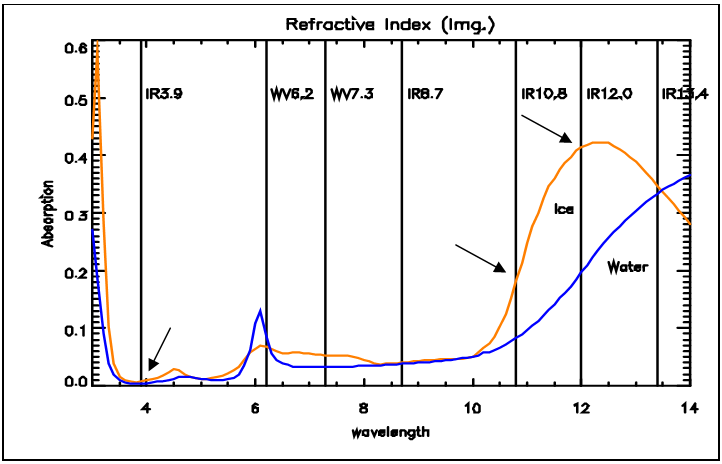 Refractive Index (Img.)
0.6
0.5
0.4
0.3
0.2
0.1
0.0
Absorption
IR3.9
WV6,2
WV7.3
IR8.7
IR10,8
IR12,0
IR13,4
Ice
Water
4
6
8
10
12
14
wavelength